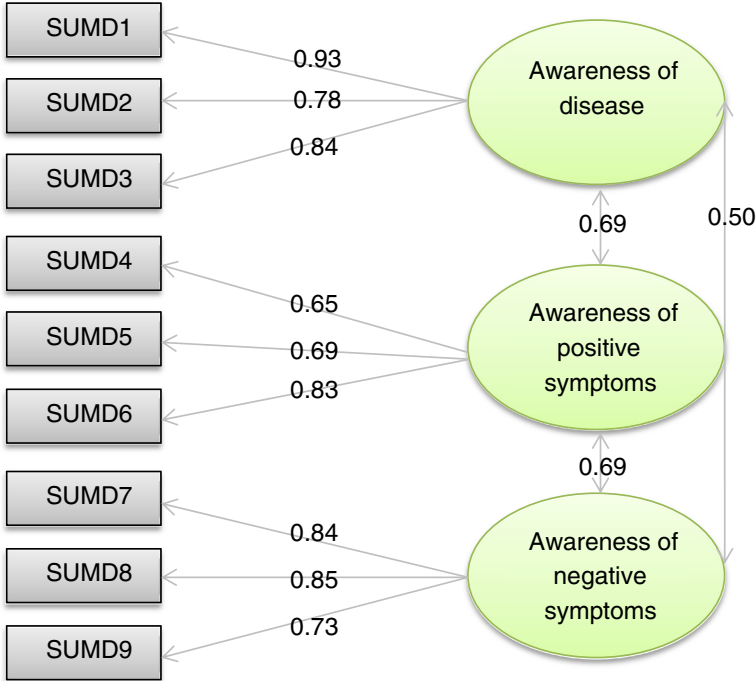 SUMD1
0.93
Awareness of
disease
SUMD2
0.78
SUMD3
0.84
0.69
0.50
SUMD4
0.65
Awareness of
positive
symptoms
SUMD5
0.69
SUMD6
0.83
0.69
SUMD7
0.84
Awareness of
negative
symptoms
SUMD8
0.85
SUMD9
0.73